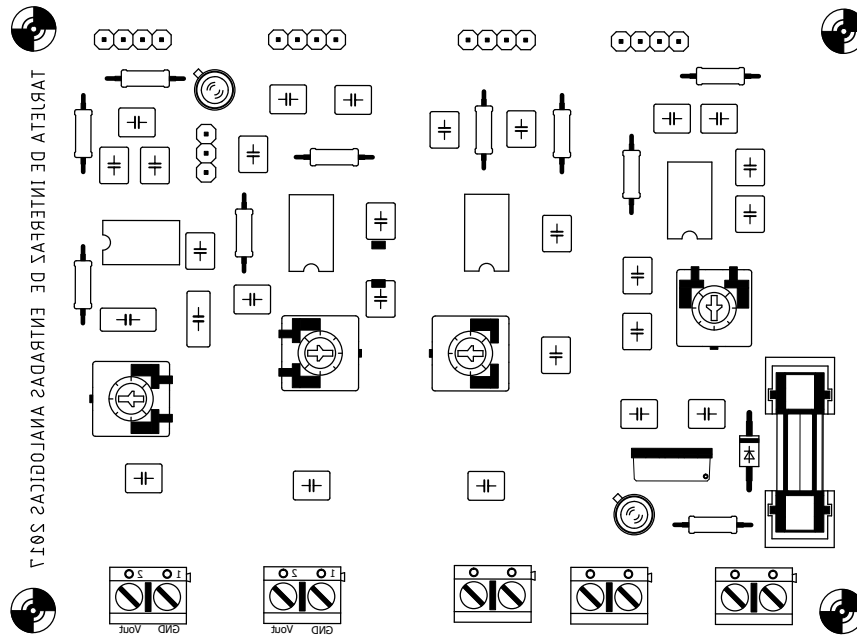 TARJETA DE INTERFAZ DE ENTRADAS ANALOGICAS 2017
2 1
2 1
Vout GND
Vout GND